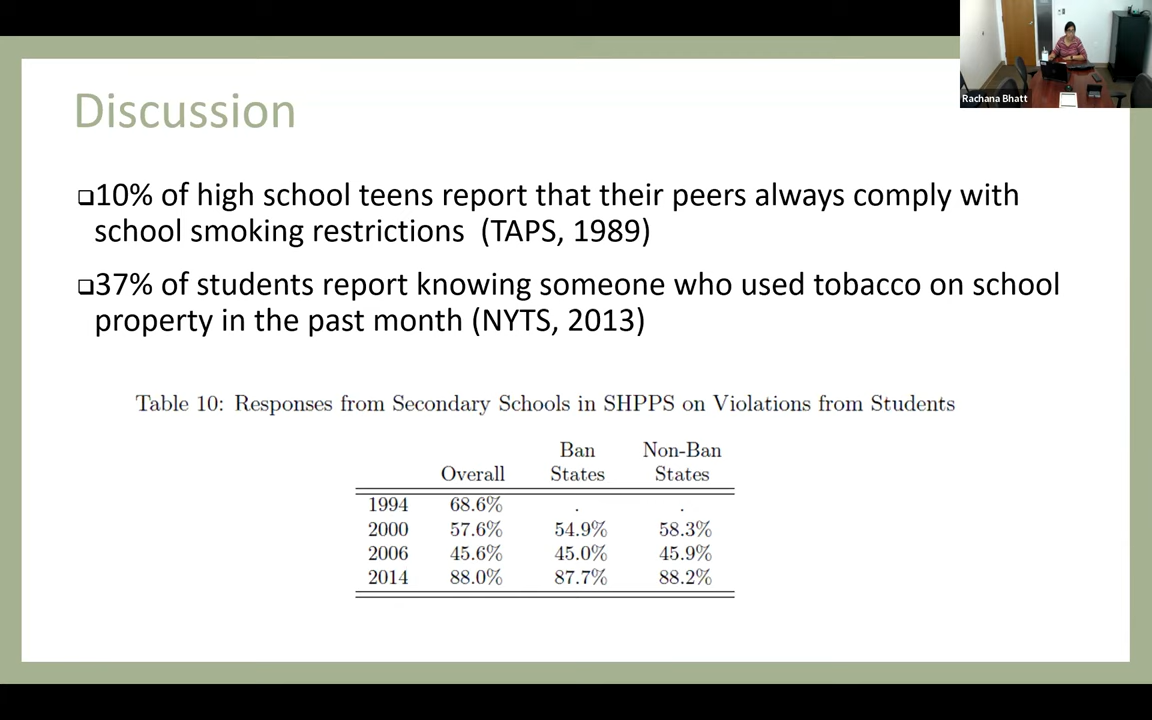 Rachana Bhatt
Discussion
❑10% of high school teens report that their peers always comply with
school smoking restrictions (TAPS, 1989)
❑37% of students report knowing someone who used tobacco on school
property in the past month (NYTS, 2013)
Table 10: Responses from Secondary Schools in SHPPS on Violations from Students
Overall Ban States Non-Ban States
1994 68.6% . .
2000 57.6% 54.9% 58.3%
2006 45.6% 45.0% 45.9%
2014 88.0% 87.7% 88.2%